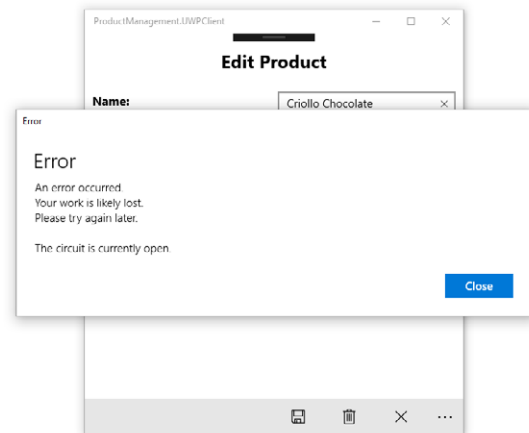 ProductManagement.UWPClient
Edit Product
Name:
Criollo Chocolate
Error
Error
An error occurred.
Your work is likely lost.
Please try again later.
The circuit is currently open.
Close